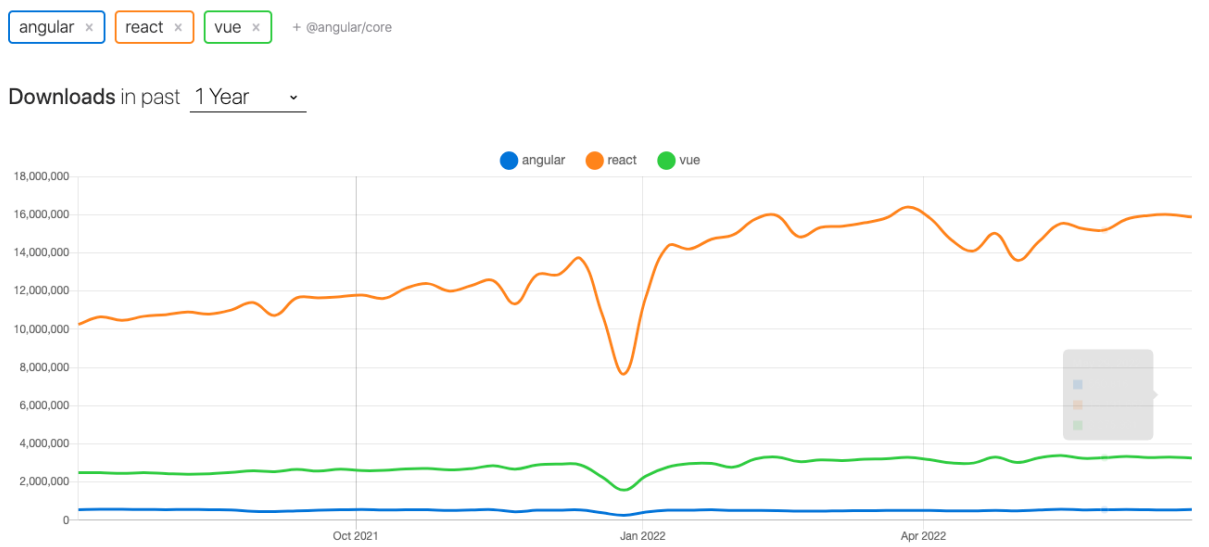 angular × react × vue × + @angular/core
Downloads in past 1 Year
angular react vue
18,000,000
16,000,000
14,000,000
12,000,000
10,000,000
8,000,000
6,000,000
4,000,000
2,000,000
0
Oct 2021 Jan 2022 Apr 2022